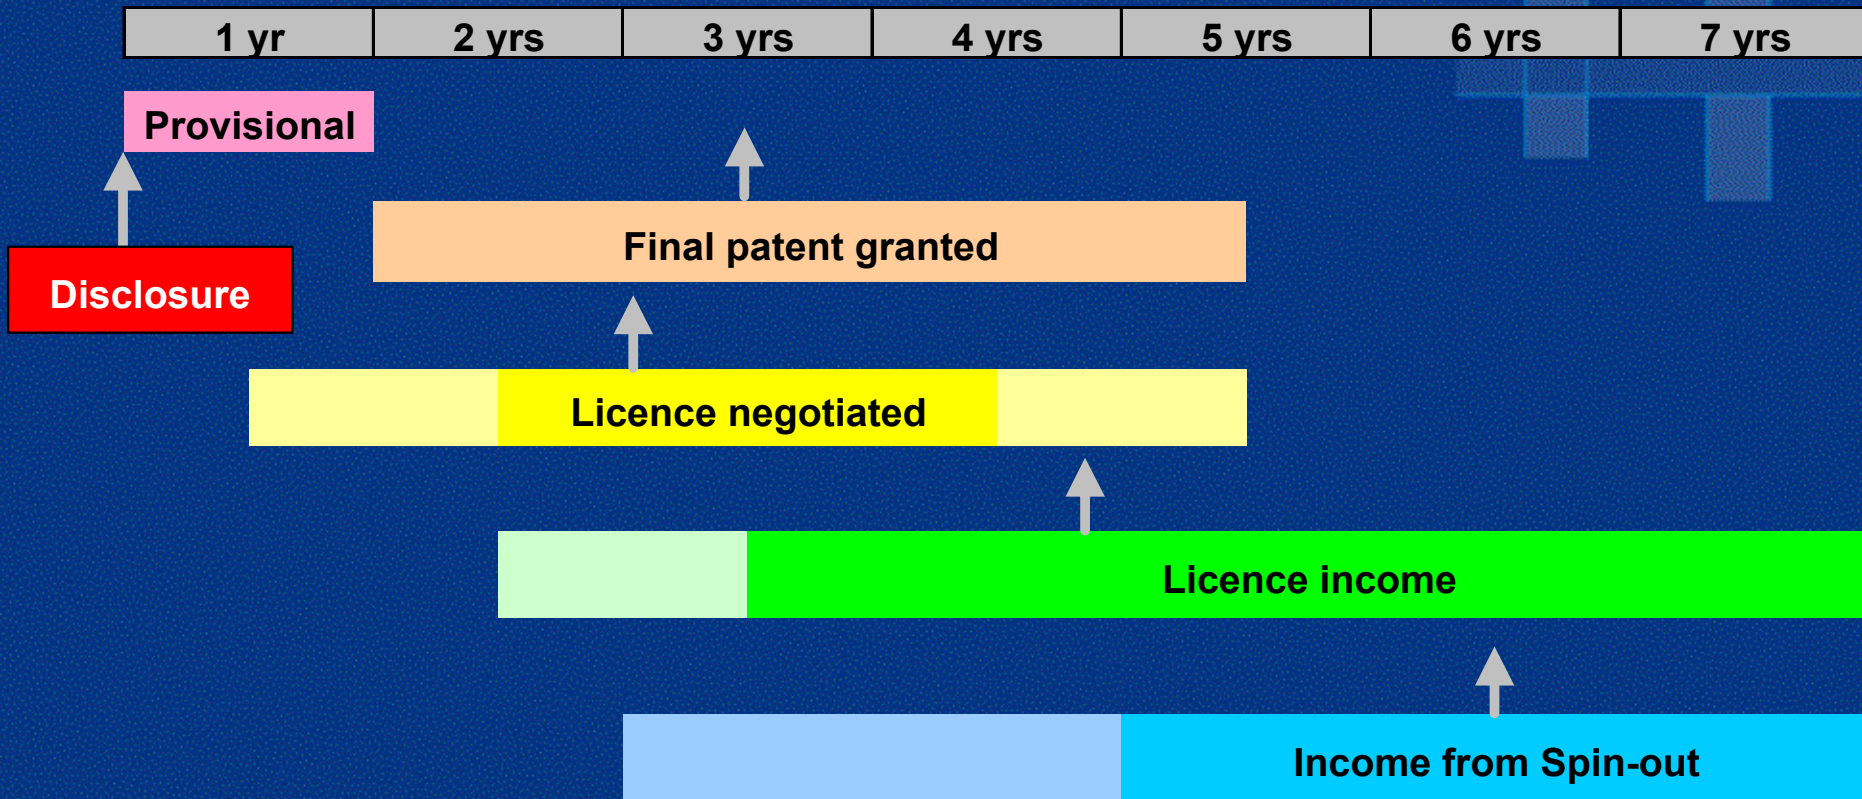 1 yr 2 yrs 3 yrs 4 yrs 5 yrs 6 yrs 7 yrs
Provisional
Final patent granted
Disclosure
Licence negotiated
Licence income
Income from Spin-out